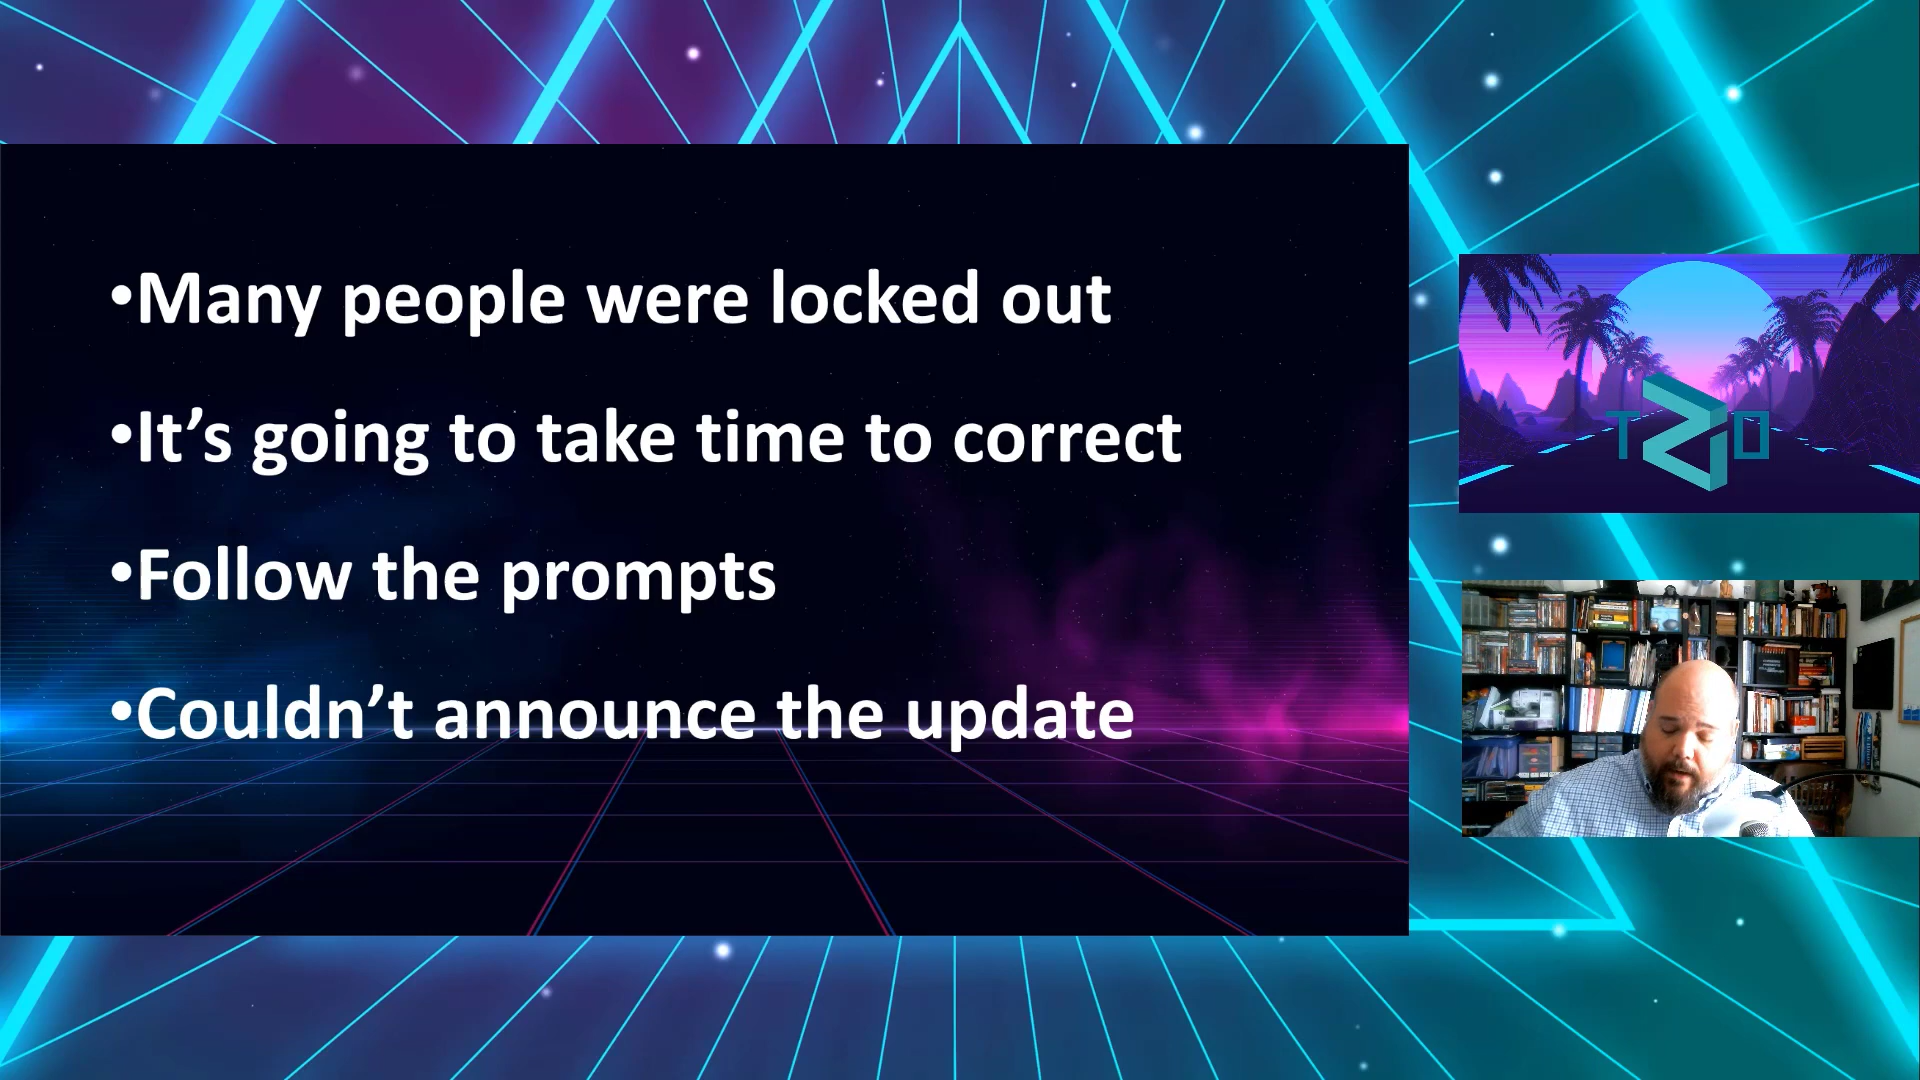 •Many people were locked out
•It’s going to take time to correct
•Follow the prompts
•Couldn’t announce the update
TZO